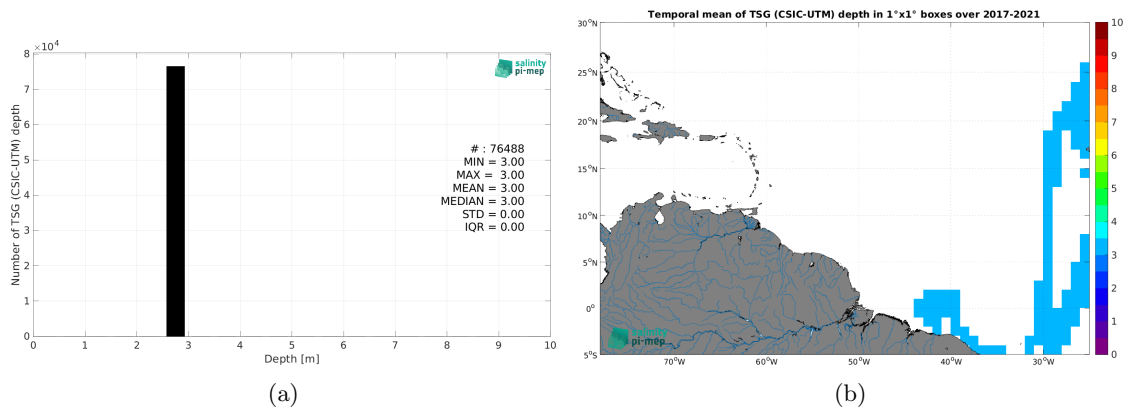 ×10⁴
8
7
6
5
4
3
2
1
0
0 1 2 3 4 5 6 7 8 9 10
Number of TSG (CSIC-UTM) depth
Depth [m]
salinity
pi-mep
# : 76488
MIN = 3.00
MAX = 3.00
MEAN = 3.00
MEDIAN = 3.00
STD = 0.00
IQR = 0.00
(a)
Temporal mean of TSG (CSIC-UTM) depth in 1°x1° boxes over 2017-2021
30°N
25°N
20°N
15°N
10°N
5°N
0°
5°S
70°W 60°W 50°W 40°W 30°W
salinity
pi-mep
10
9
8
7
6
5
4
3
2
1
0
(b)